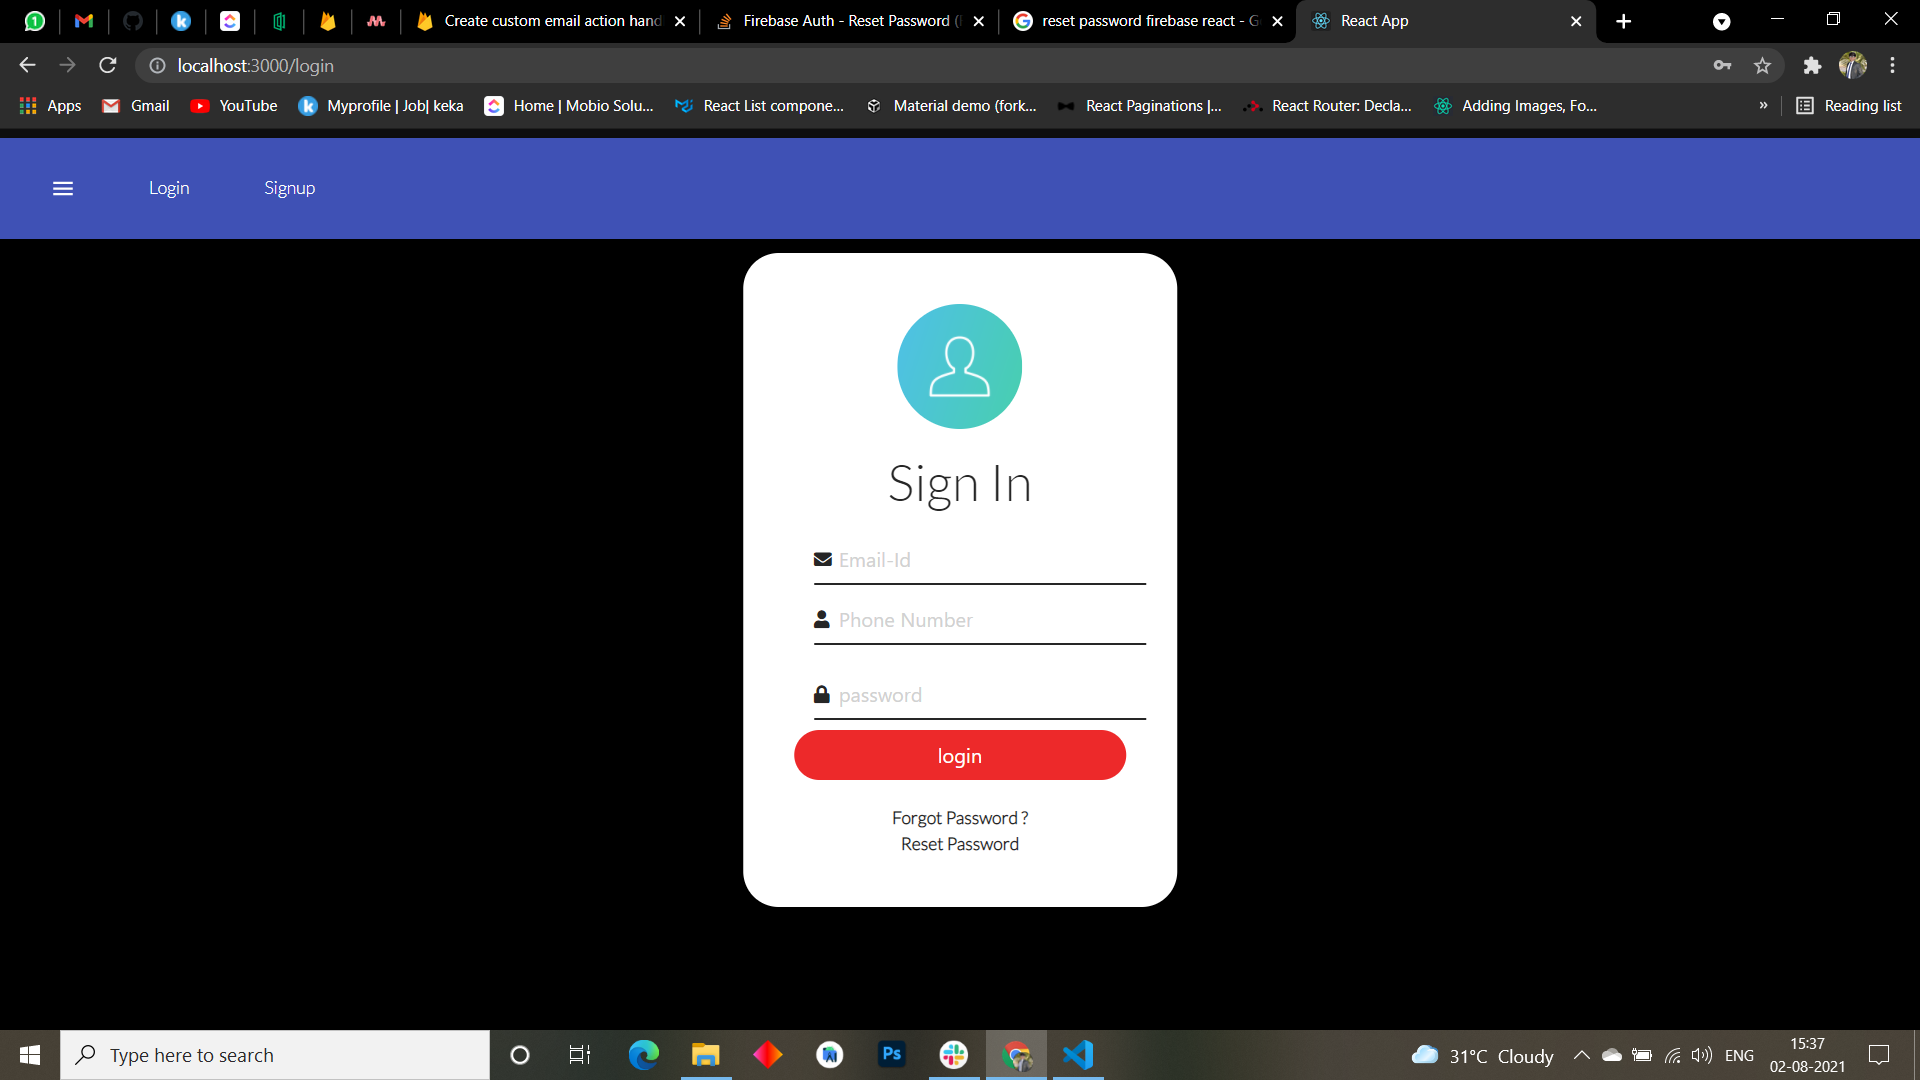 Create custom email action hand
Firebase Auth - Reset Password (
reset password firebase react - G
React App
localhost:3000/login
Apps
Gmail
YouTube
Myprofile | Job| keka
Home | Mobio Solu...
React List compone...
Material demo (fork...
React Paginations |...
React Router: Decla...
Adding Images, Fo...
»
Reading list
Login
Signup
Sign In
Email-Id
Phone Number
password
login
Forgot Password ?
Reset Password
Type here to search
Ps
31°C Cloudy
ENG
15:37
02-08-2021